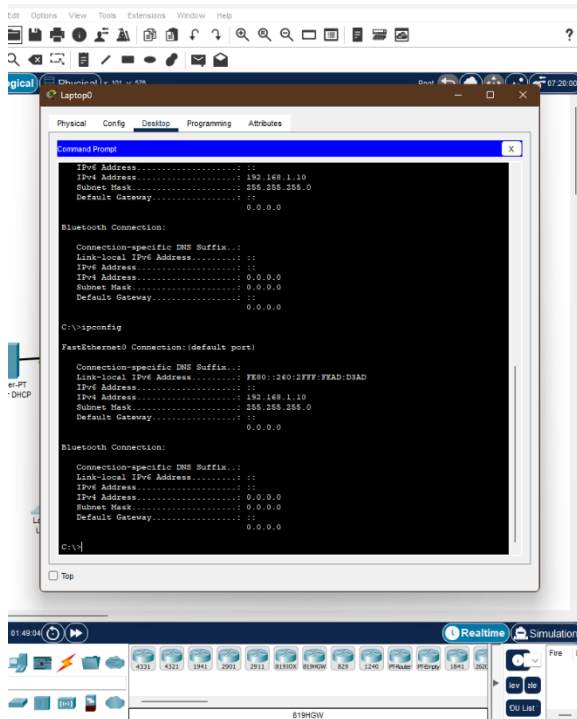 Edit Options View Tools Extensions Window Help
?
07:20:00
Laptop0
Physical Config Desktop Programming Attributes
Command Prompt
X
IPv6 Address....................: ::
IPv4 Address....................: 192.168.1.10
Subnet Mask.....................: 255.255.255.0
Default Gateway.................: ::
0.0.0.0
Bluetooth Connection:
Connection-specific DNS Suffix..:
Link-local IPv6 Address.........: ::
IPv6 Address....................: ::
IPv4 Address....................: 0.0.0.0
Subnet Mask.....................: 0.0.0.0
Default Gateway.................: ::
0.0.0.0
C:\>ipconfig
FastEthernet0 Connection:(default port)
Connection-specific DNS Suffix..:
Link-local IPv6 Address.........: FE80::260:2FFF:FEAD:D3AD
IPv6 Address....................: ::
IPv4 Address....................: 192.168.1.10
Subnet Mask.....................: 255.255.255.0
Default Gateway.................: ::
0.0.0.0
Bluetooth Connection:
Connection-specific DNS Suffix..:
Link-local IPv6 Address.........: ::
IPv6 Address....................: ::
IPv4 Address....................: 0.0.0.0
Subnet Mask.....................: 0.0.0.0
Default Gateway.................: ::
0.0.0.0
C:\>
er-PT
DHCP
Top
01:49:04
Realtime
Simulation
4331 4321 1941 2901 2911 819IOX 819HGW 829 1240 PT-Router PT-Empty 1841
Fire
819HGW